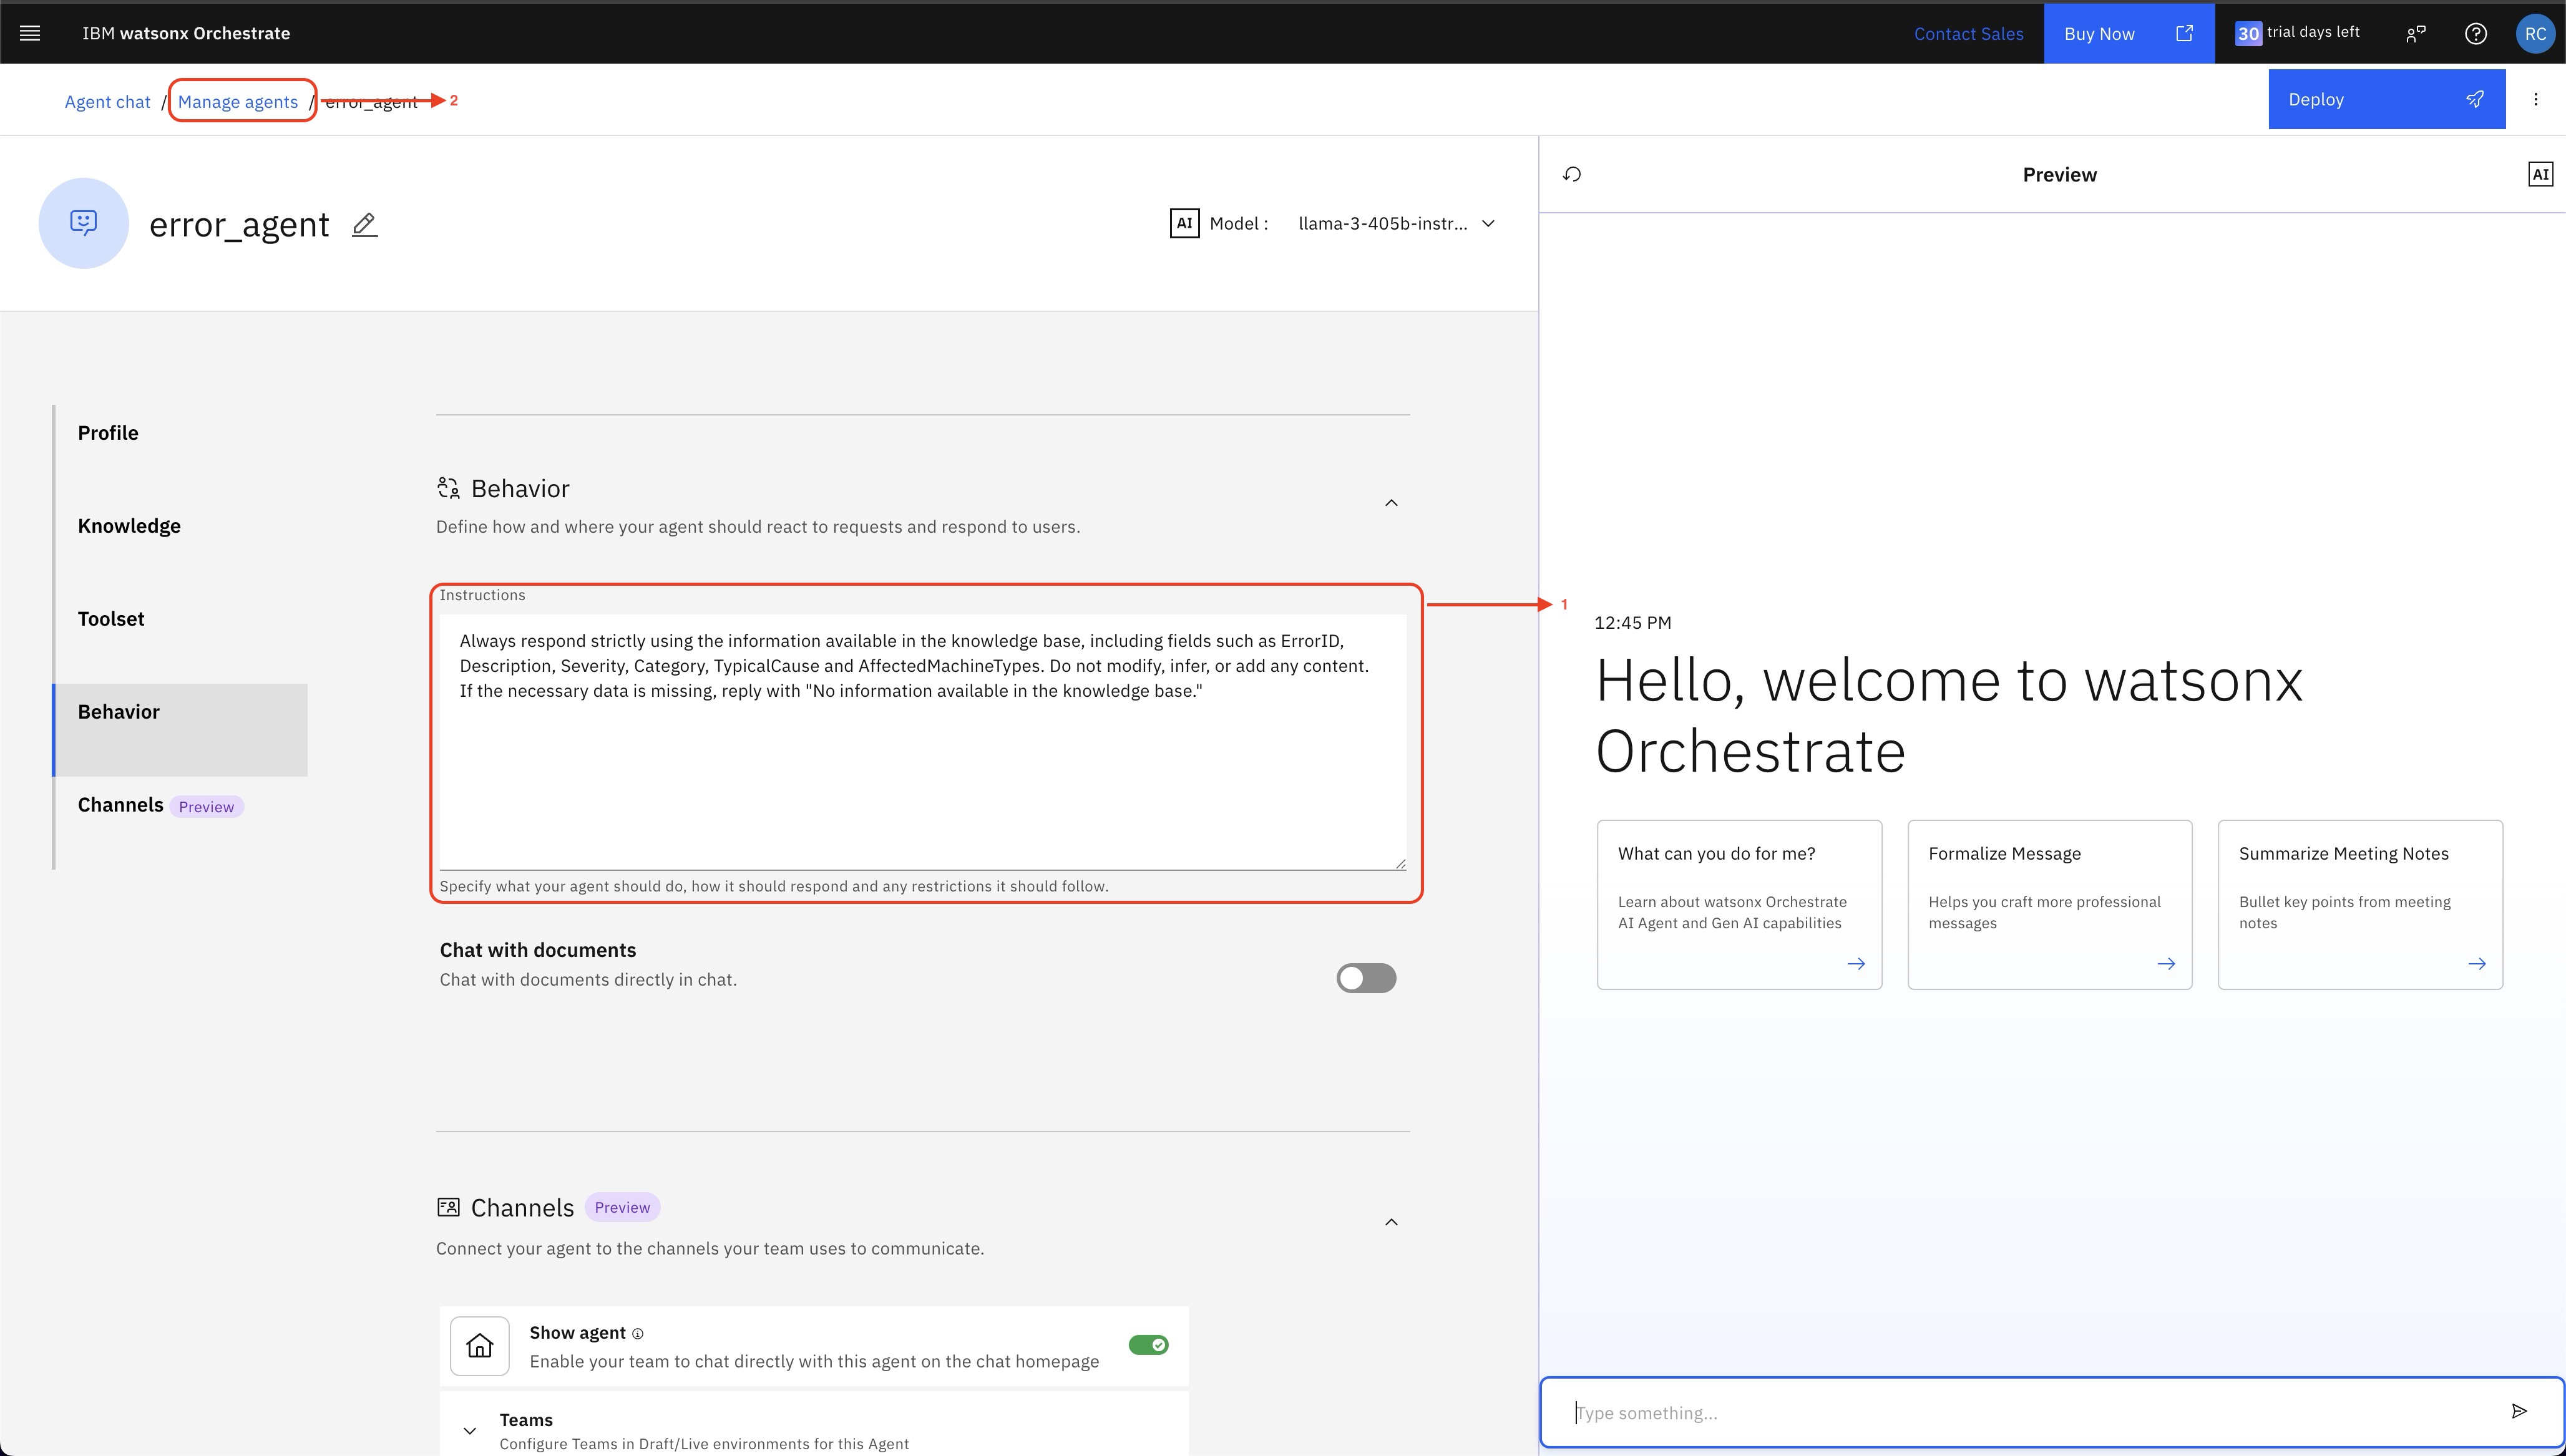 IBM watsonx Orchestrate
Contact Sales
Buy Now
30 trial days left
RC
Agent chat / Manage agents / error_agent 2
Deploy
error_agent
AI Model : llama-3-405b-instr...
Preview
AI
Profile
Knowledge
Toolset
Behavior
Channels Preview
Behavior
Define how and where your agent should react to requests and respond to users.
Instructions
1
Always respond strictly using the information available in the knowledge base, including fields such as ErrorID,
Description, Severity, Category, TypicalCause and AffectedMachineTypes. Do not modify, infer, or add any content.
If the necessary data is missing, reply with "No information available in the knowledge base."
Specify what your agent should do, how it should respond and any restrictions it should follow.
Chat with documents
Chat with documents directly in chat.
Channels Preview
Connect your agent to the channels your team uses to communicate.
Show agent
Enable your team to chat directly with this agent on the chat homepage
Teams
Configure Teams in Draft/Live environments for this Agent
12:45 PM
Hello, welcome to watsonx
Orchestrate
What can you do for me?
Learn about watsonx Orchestrate
AI Agent and Gen AI capabilities
Formalize Message
Helps you craft more professional
messages
Summarize Meeting Notes
Bullet key points from meeting
notes
Type something...